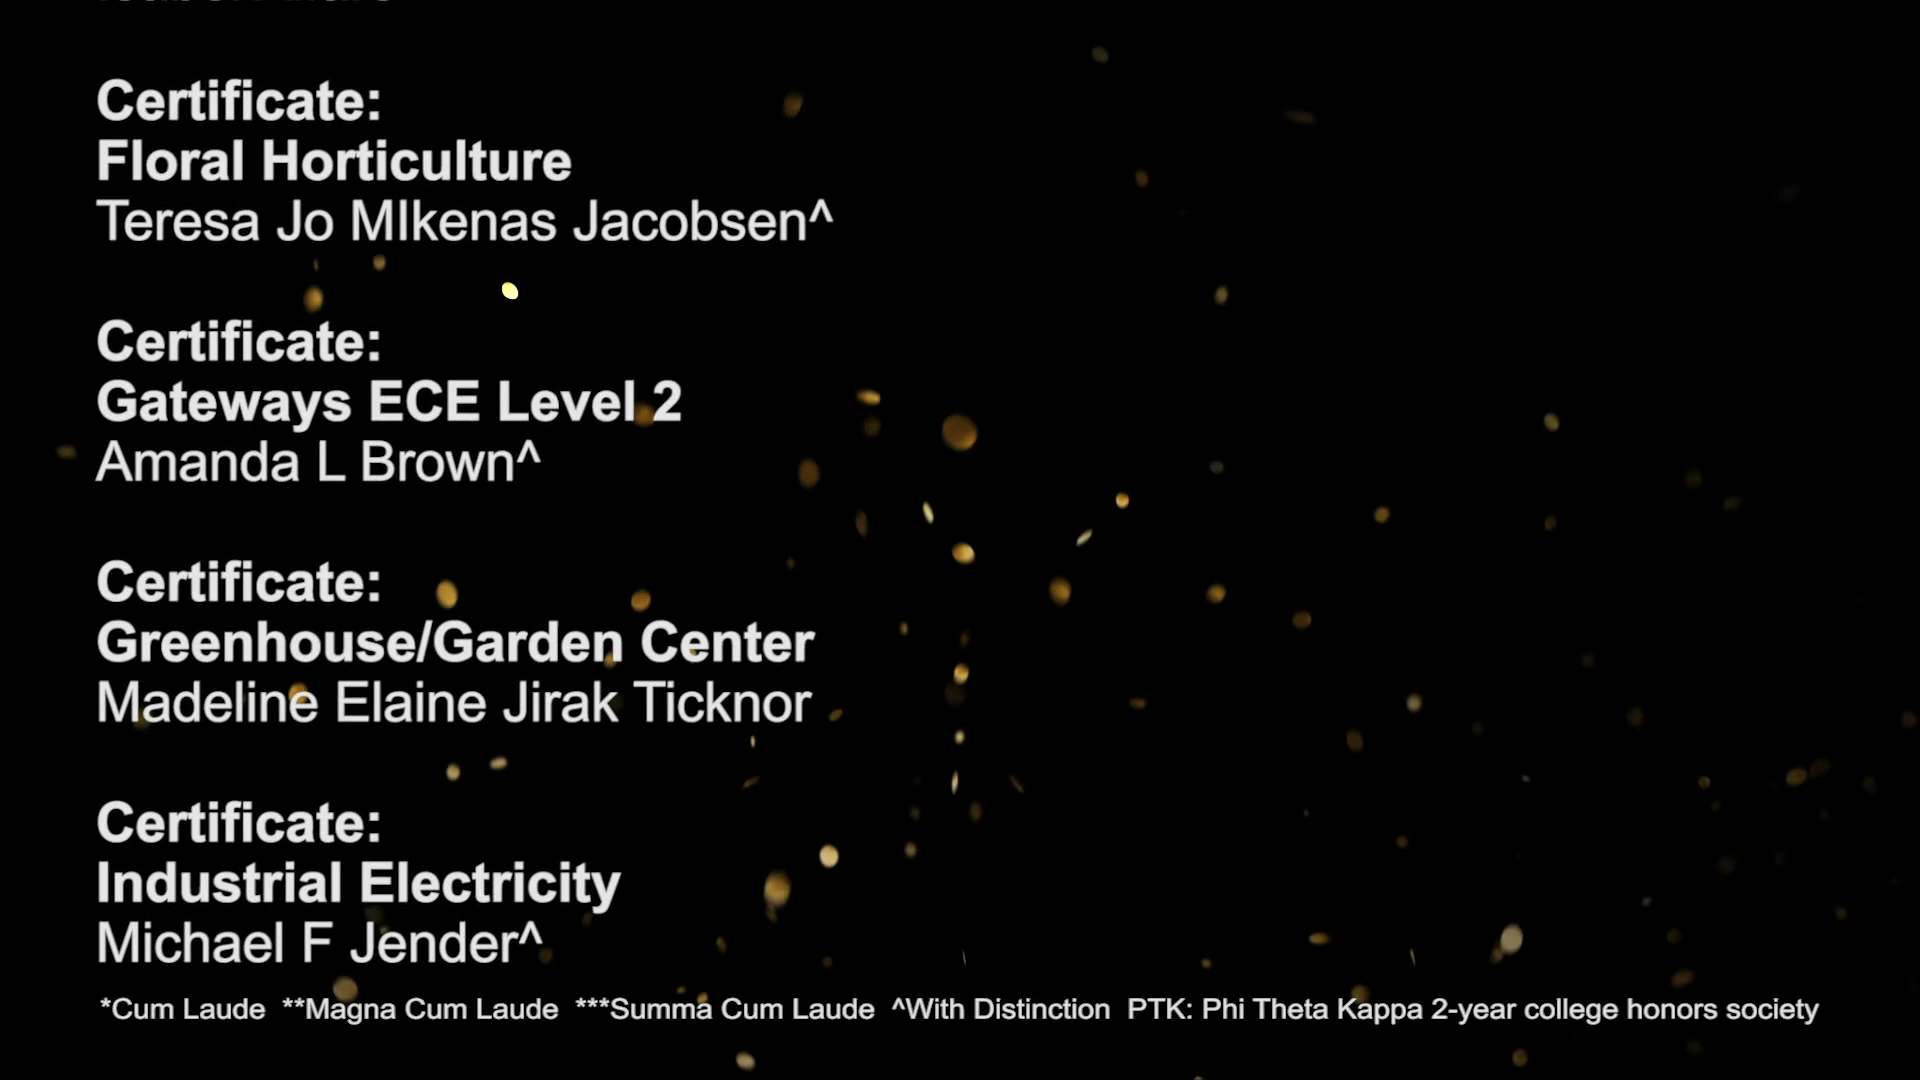 Certificate:
Floral Horticulture
Teresa Jo MIkenas Jacobsen^
Certificate:
Gateways ECE Level 2
Amanda L Brown^
Certificate:
Greenhouse/Garden Center
Madeline Elaine Jirak Ticknor
Certificate:
Industrial Electricity
Michael F Jender^
*Cum Laude  **Magna Cum Laude  ***Summa Cum Laude  ^With Distinction  PTK: Phi Theta Kappa 2-year college honors society